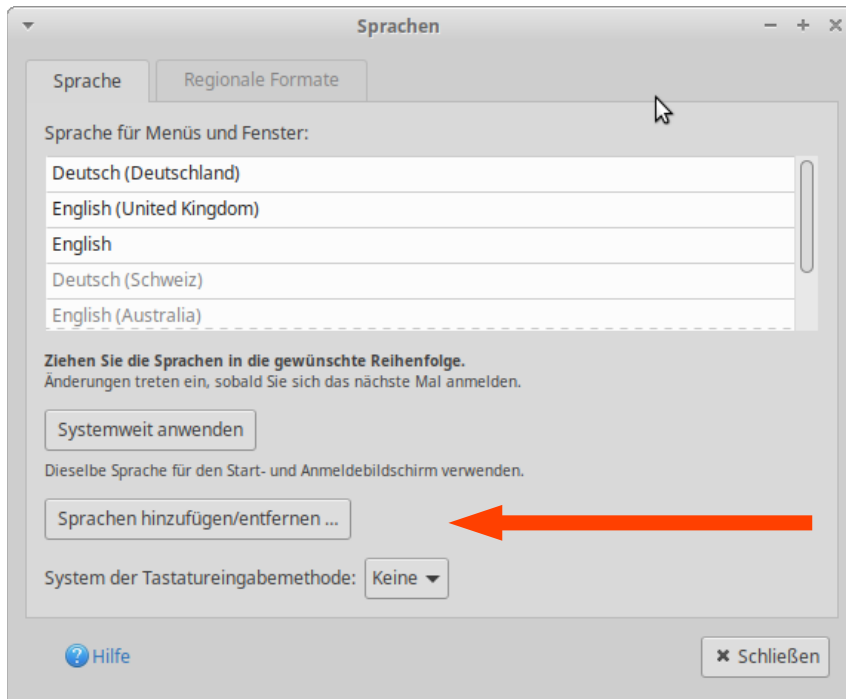 Sprachen
Sprache
Regionale Formate
Sprache für Menüs und Fenster:
Deutsch (Deutschland)
English (United Kingdom)
English
Deutsch (Schweiz)
English (Australia)
Ziehen Sie die Sprachen in die gewünschte Reihenfolge.
Änderungen treten ein, sobald Sie sich das nächste Mal anmelden.
Systemweit anwenden
Dieselbe Sprache für den Start- und Anmeldebildschirm verwenden.
Sprachen hinzufügen/entfernen ...
System der Tastatureingabemethode: Keine
Hilfe
Schließen